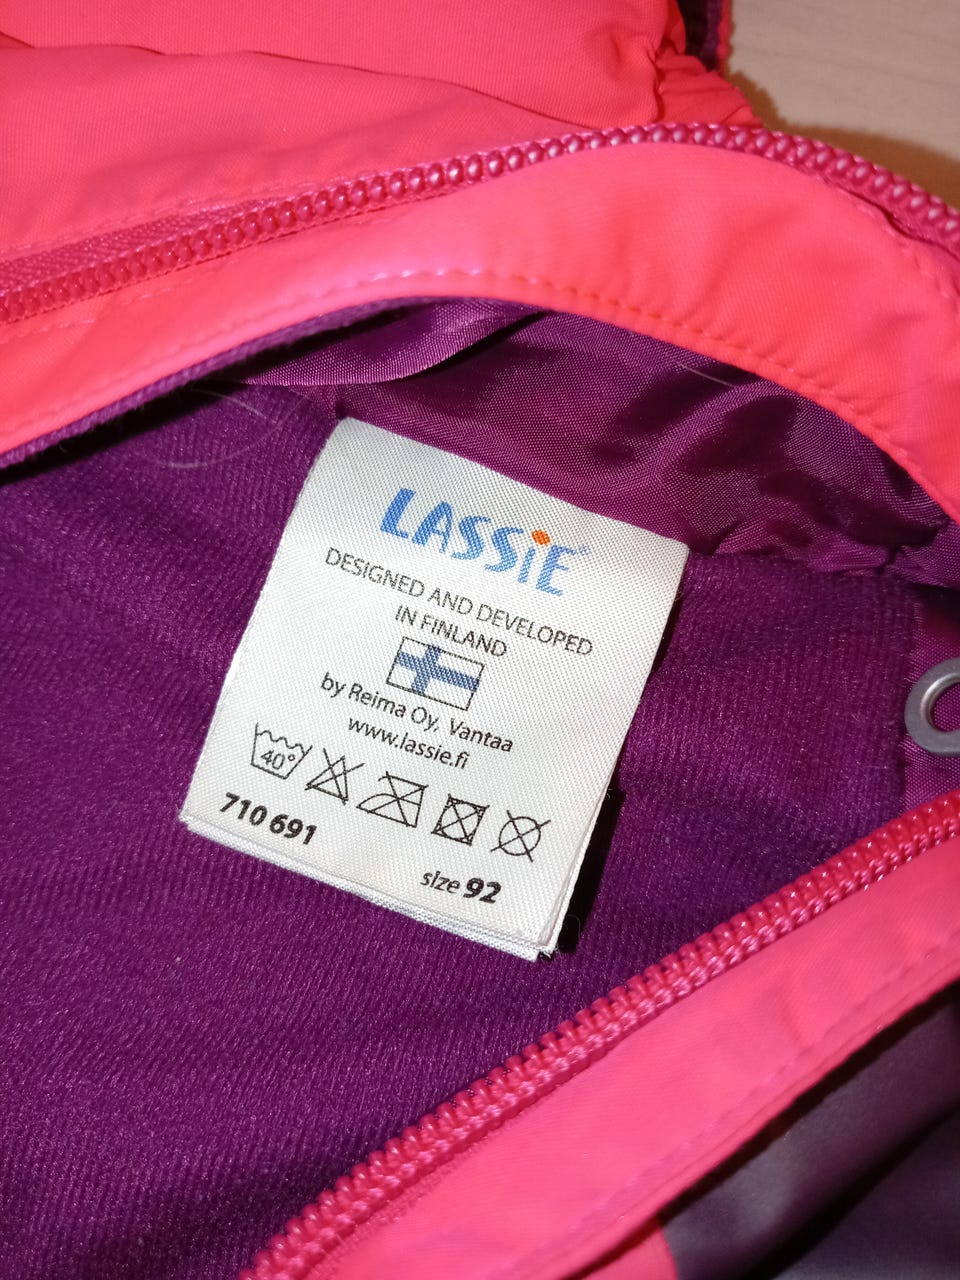 LASSiE®
DESIGNED AND DEVELOPED
IN FINLAND
by Reima Oy, Vantaa
www.lassie.fi
40°
710 691
size 92